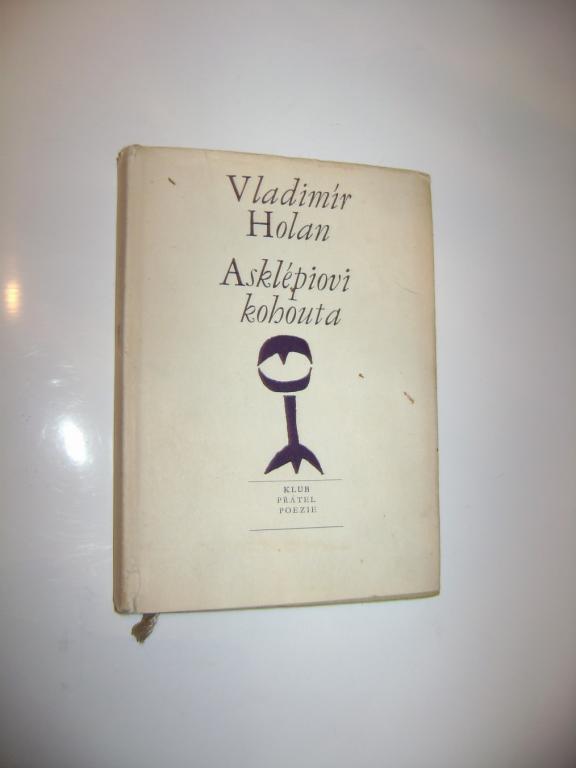 Vladimír
Holan
Asklépiovi
kohouta
KLUB
PŘÁTEL
POEZIE